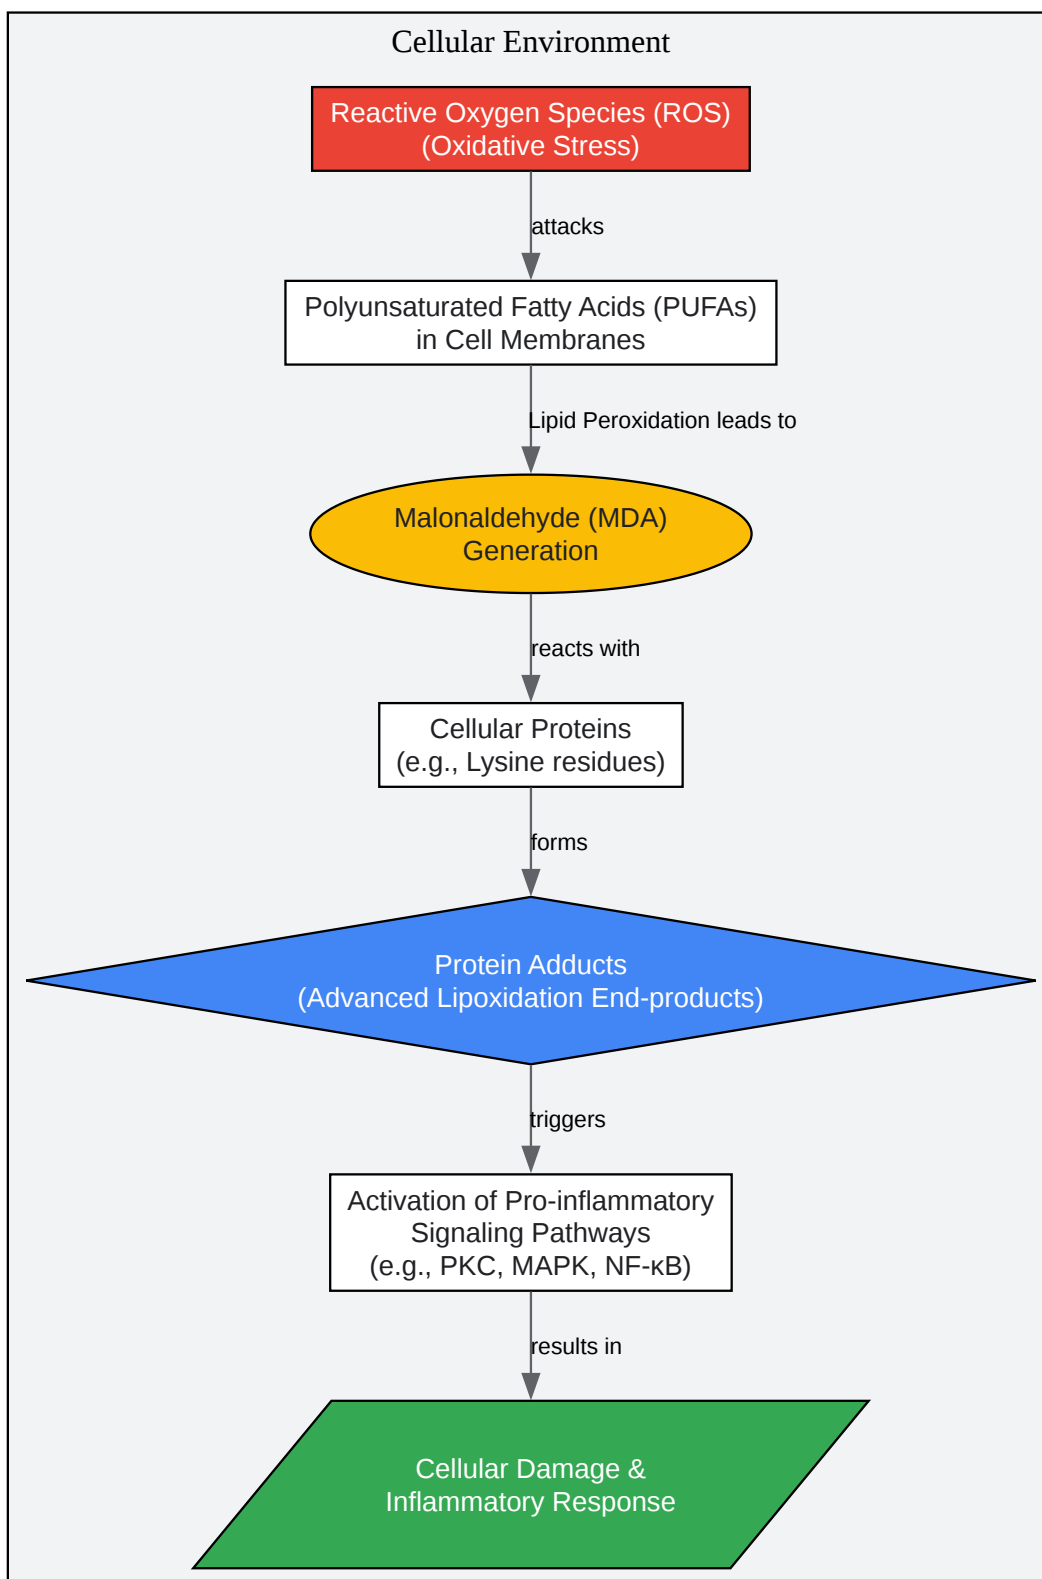 Cellular Environment
Reactive Oxygen Species (ROS)
(Oxidative Stress)
attacks
Polyunsaturated Fatty Acids (PUFAs)
in Cell Membranes
Lipid Peroxidation leads to
Malonaldehyde (MDA)
Generation
reacts with
Cellular Proteins
(e.g., Lysine residues)
forms
Protein Adducts
(Advanced Lipoxidation End-products)
triggers
Activation of Pro-inflammatory
Signaling Pathways
(e.g., PKC, MAPK, NF-κB)
results in
Cellular Damage &
Inflammatory Response